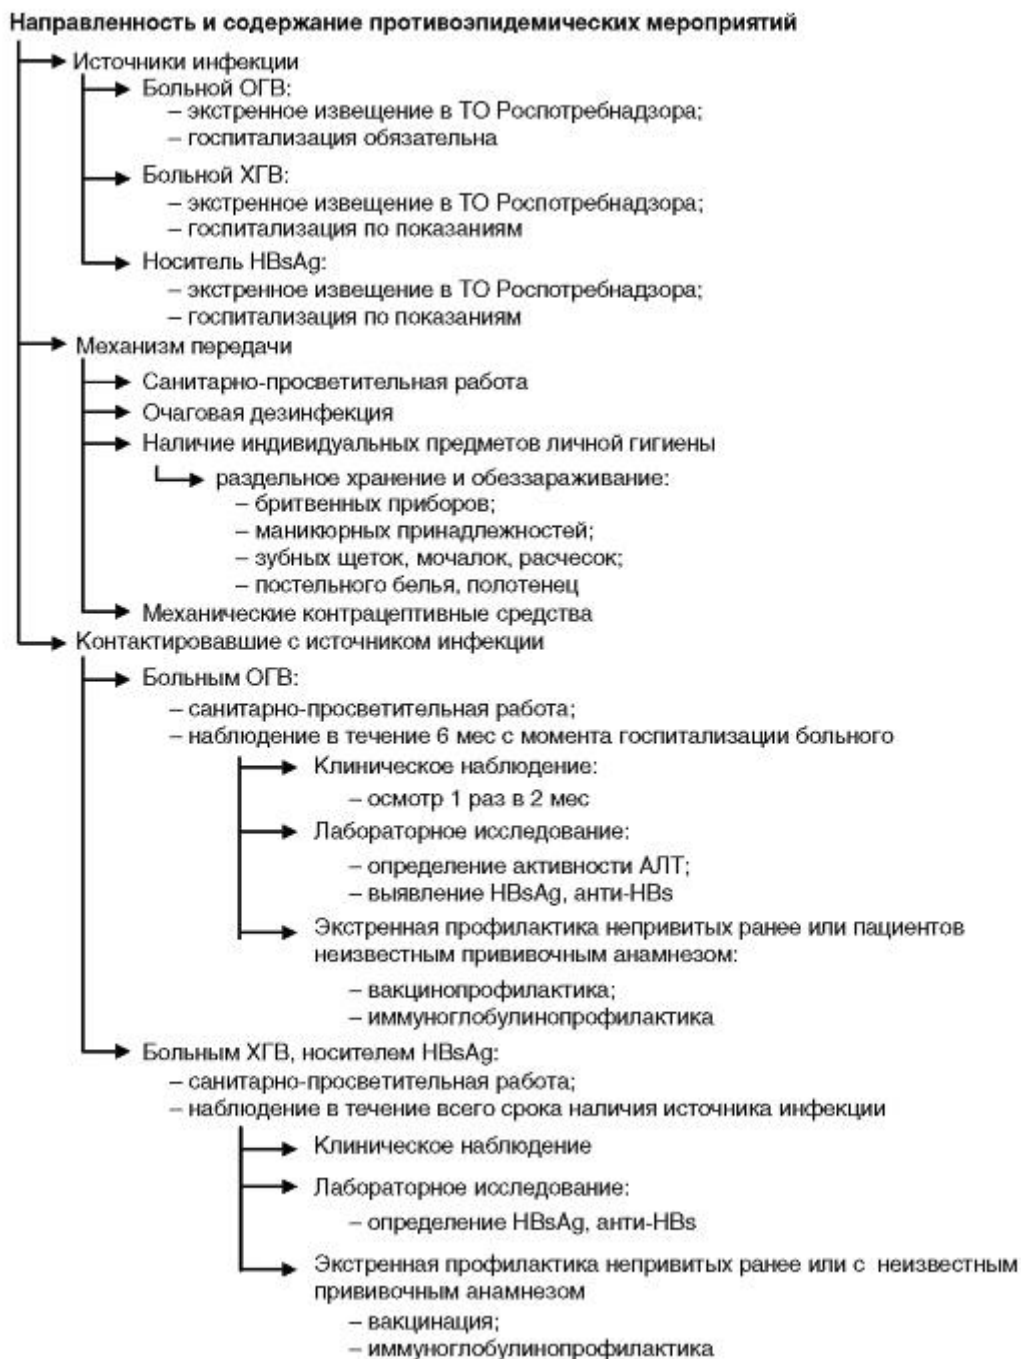 Направленность и содержание противоэпидемических мероприятий
Источники инфекции
Больной ОГВ:
– экстренное извещение в ТО Роспотребнадзора;
– госпитализация обязательна
Больной ХГВ:
– экстренное извещение в ТО Роспотребнадзора;
– госпитализация по показаниям
Носитель HBsAg:
– экстренное извещение в ТО Роспотребнадзора;
– госпитализация по показаниям
Механизм передачи
Санитарно-просветительная работа
Очаговая дезинфекция
Наличие индивидуальных предметов личной гигиены
раздельное хранение и обеззараживание:
– бритвенных приборов;
– маникюрных принадлежностей;
– зубных щеток, мочалок, расчесок;
– постельного белья, полотенец
Механические контрацептивные средства
Контактировавшие с источником инфекции
Больным ОГВ:
– санитарно-просветительная работа;
– наблюдение в течение 6 мес с момента госпитализации больного
Клиническое наблюдение:
– осмотр 1 раз в 2 мес
Лабораторное исследование:
– определение активности АЛТ;
– выявление HBsAg, анти-HBs
Экстренная профилактика непривитых ранее или пациентов
неизвестным прививочным анамнезом:
– вакцинопрофилактика;
– иммуноглобулинопрофилактика
Больным ХГВ, носителем HBsAg:
– санитарно-просветительная работа;
– наблюдение в течение всего срока наличия источника инфекции
Клиническое наблюдение
Лабораторное исследование:
– определение HBsAg, анти-HBs
Экстренная профилактика непривитых ранее или с неизвестным
прививочным анамнезом
– вакцинация;
– иммуноглобулинопрофилактика